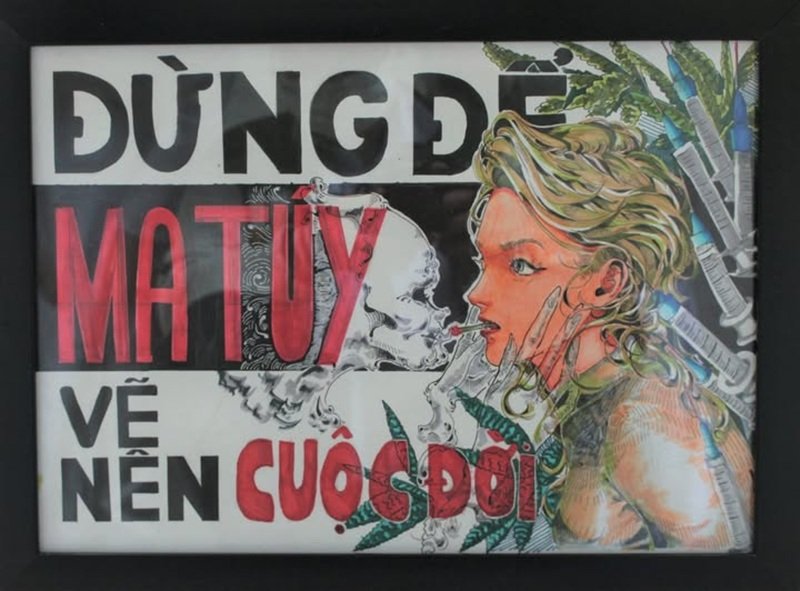 ĐỪNG ĐỂ
MA TÚY
VẼ
NÊN CUỘC ĐỜI